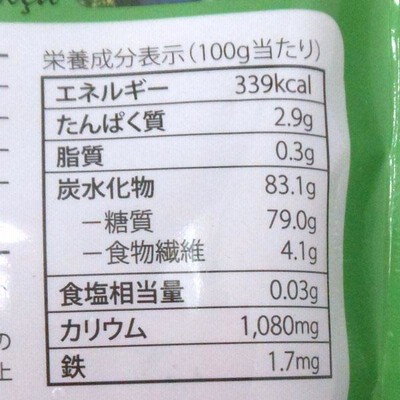 栄養成分表示(100g当たり)
エネルギー 339kcal
たんぱく質 2.9g
脂質 0.3g
炭水化物 83.1g
－糖質 79.0g
－食物繊維 4.1g
食塩相当量 0.03g
カリウム 1,080mg
鉄 1.7mg
の
上